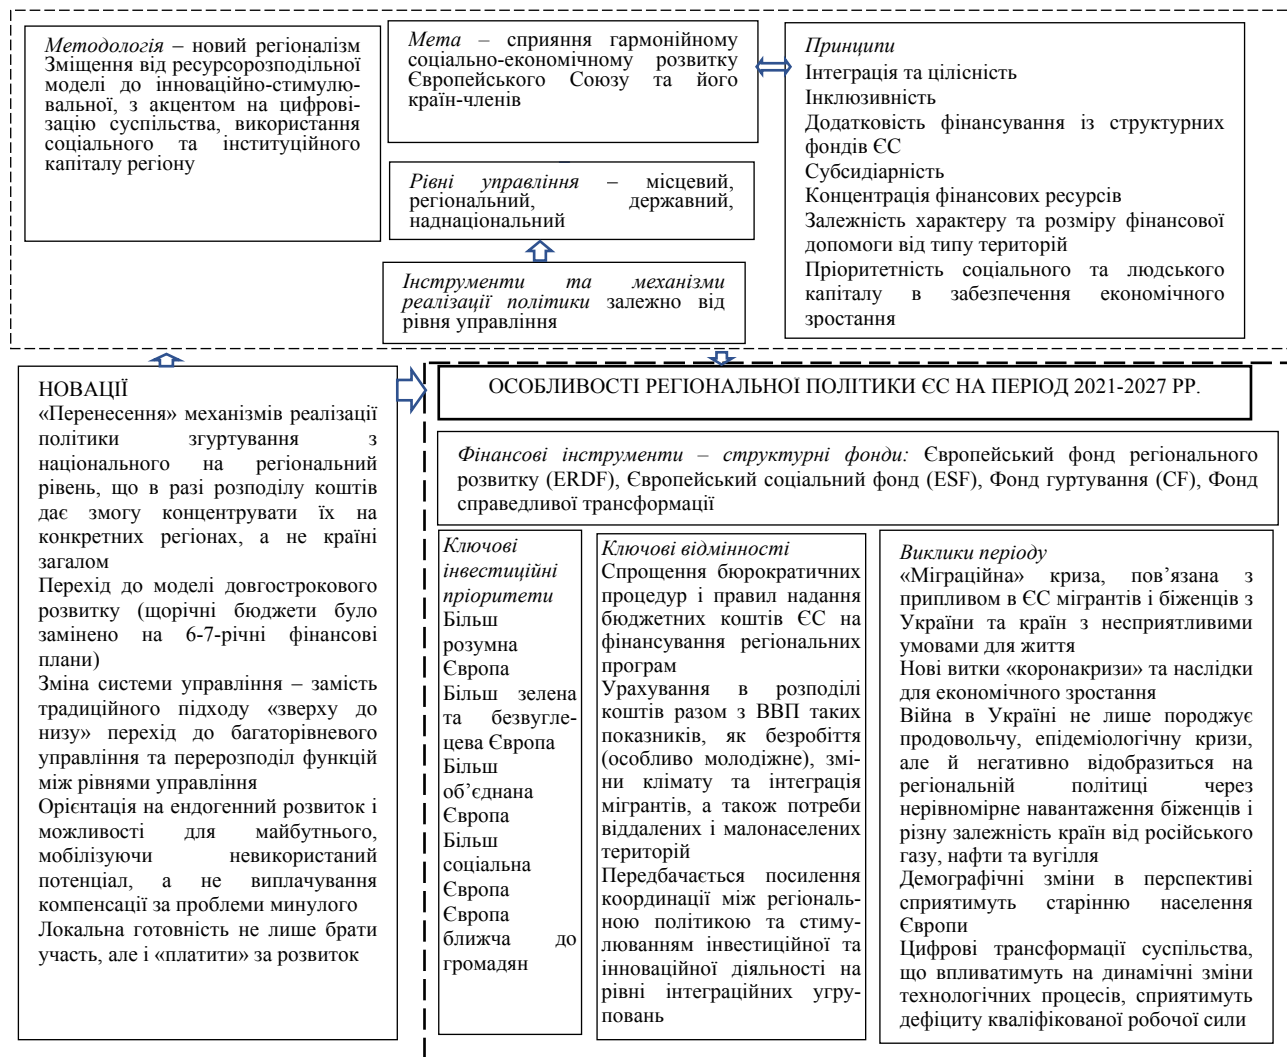 Методологія – новий регіоналізм
Зміщення від ресурсорозподільної
моделі до інноваційно-стимулю-
вальної, з акцентом на цифрові-
зацію суспільства, використання
соціального та інституційного
капіталу регіону
Мета – сприяння гармонійному
соціально-економічному розвитку
Європейського Союзу та його
країн-членів
Рівні управління – місцевий,
регіональний, державний,
наднаціональний
Інструменти та механізми
реалізації політики залежно від
рівня управління
Принципи
Інтеграція та цілісність
Інклюзивність
Додатковість фінансування із структурних
фондів ЄС
Субсидіарність
Концентрація фінансових ресурсів
Залежність характеру та розміру фінансової
допомоги від типу територій
Пріоритетність соціального та людського
капіталу в забезпечення економічного
зростання
НОВАЦІЇ
«Перенесення» механізмів реалізації
політики згуртування з
національного на регіональний
рівень, що в разі розподілу коштів
дає змогу концентрувати їх на
конкретних регіонах, а не країні
загалом
Перехід до моделі довгострокового
розвитку (щорічні бюджети було
замінено на 6-7-річні фінансові
плани)
Зміна системи управління – замість
традиційного підходу «зверху до
низу» перехід до багаторівневого
управління та перерозподіл функцій
між рівнями управління
Орієнтація на ендогенний розвиток і
можливості для майбутнього,
мобілізуючи невикористаний
потенціал, а не виплачування
компенсації за проблеми минулого
Локальна готовність не лише брати
участь, але і «платити» за розвиток
ОСОБЛИВОСТІ РЕГІОНАЛЬНОЇ ПОЛІТИКИ ЄС НА ПЕРІОД 2021-2027 РР.
Фінансові інструменти – структурні фонди: Європейський фонд регіонального
розвитку (ERDF), Європейський соціальний фонд (ESF), Фонд гуртування (CF), Фонд
справедливої трансформації
Ключові
інвестиційні
пріоритети
Більш
розумна
Європа
Більш зелена
та безвугле-
цева Європа
Більш
об’єднана
Європа
Більш
соціальна
Європа
Європа
ближча до
громадян
Ключові відмінності
Спрощення бюрократичних
процедур і правил надання
бюджетних коштів ЄС на
фінансування регіональних
програм
Урахування в розподілі
коштів разом з ВВП таких
показників, як безробіття
(особливо молодіжне), змі-
ни клімату та інтеграція
мігрантів, а також потреби
віддалених і малонаселених
територій
Передбачається посилення
координації між регіональ-
ною політикою та стиму-
люванням інвестиційної та
інноваційної діяльності на
рівні інтеграційних угру-
повань
Виклики періоду
«Міграційна» криза, пов’язана з
припливом в ЄС мігрантів і біженців з
України та країн з несприятливими
умовами для життя
Нові витки «коронакризи» та наслідки
для економічного зростання
Війна в Україні не лише породжує
продовольчу, епідеміологічну кризи,
але й негативно відобразиться на
регіональній політиці через
нерівномірне навантаження біженців і
різну залежність країн від російського
газу, нафти та вугілля
Демографічні зміни в перспективі
сприятимуть старінню населення
Європи
Цифрові трансформації суспільства,
що впливатимуть на динамічні зміни
технологічних процесів, сприятимуть
дефіциту кваліфікованої робочої сили